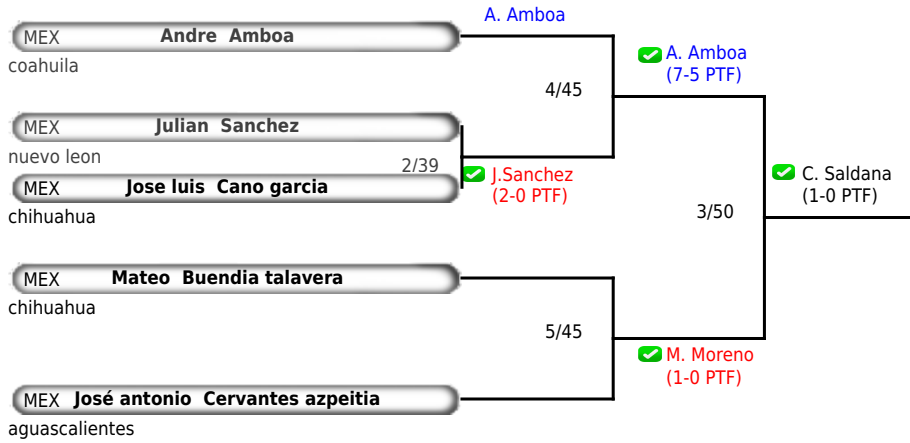 A. Amboa
MEX Andre Amboa
coahuila
A. Amboa
(7-5 PTF)
4/45
MEX Julian Sanchez
nuevo leon
2/39
J.Sanchez
(2-0 PTF)
MEX Jose luis Cano garcia
chihuahua
C. Saldana
(1-0 PTF)
3/50
MEX Mateo Buendia talavera
chihuahua
5/45
M. Moreno
(1-0 PTF)
MEX José antonio Cervantes azpeitia
aguascalientes